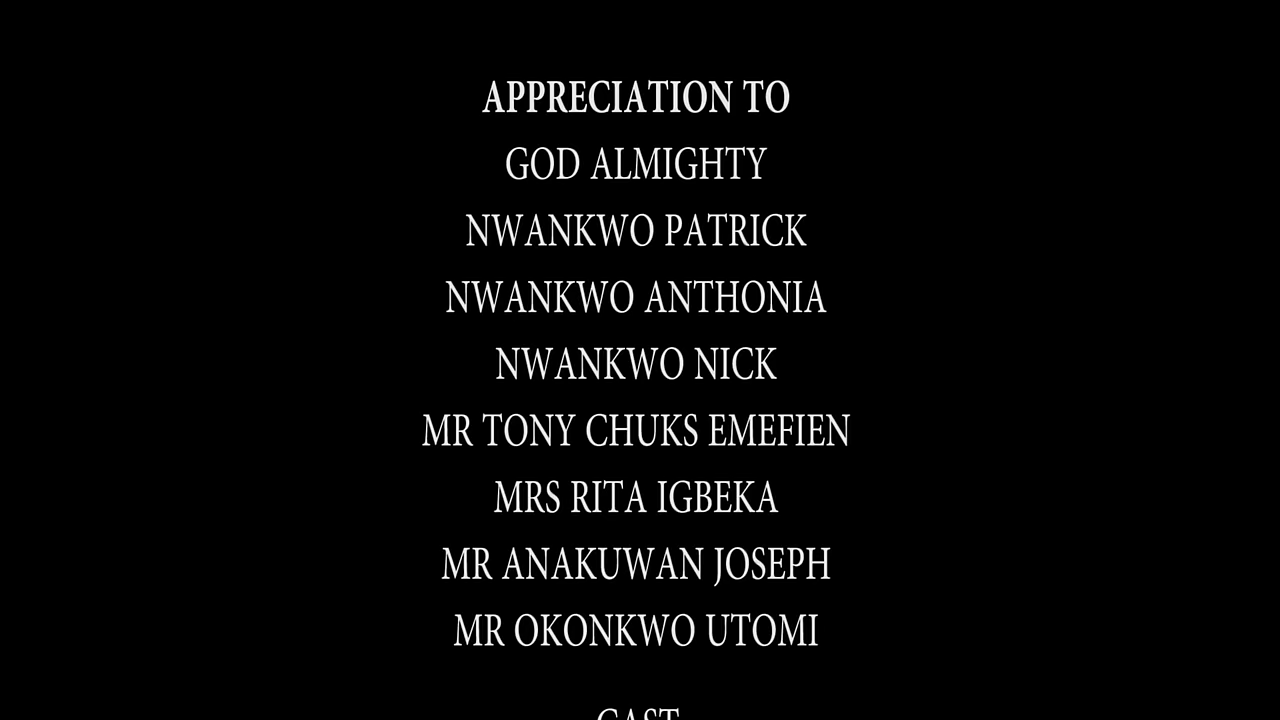 APPRECIATION TO
GOD ALMIGHTY
NWANKWO PATRICK
NWANKWO ANTHONIA
NWANKWO NICK
MR TONY CHUKS EMEFIEN
MRS RITA IGBEKA
MR ANAKUWAN JOSEPH
MR OKONKWO UTOMI
CAST